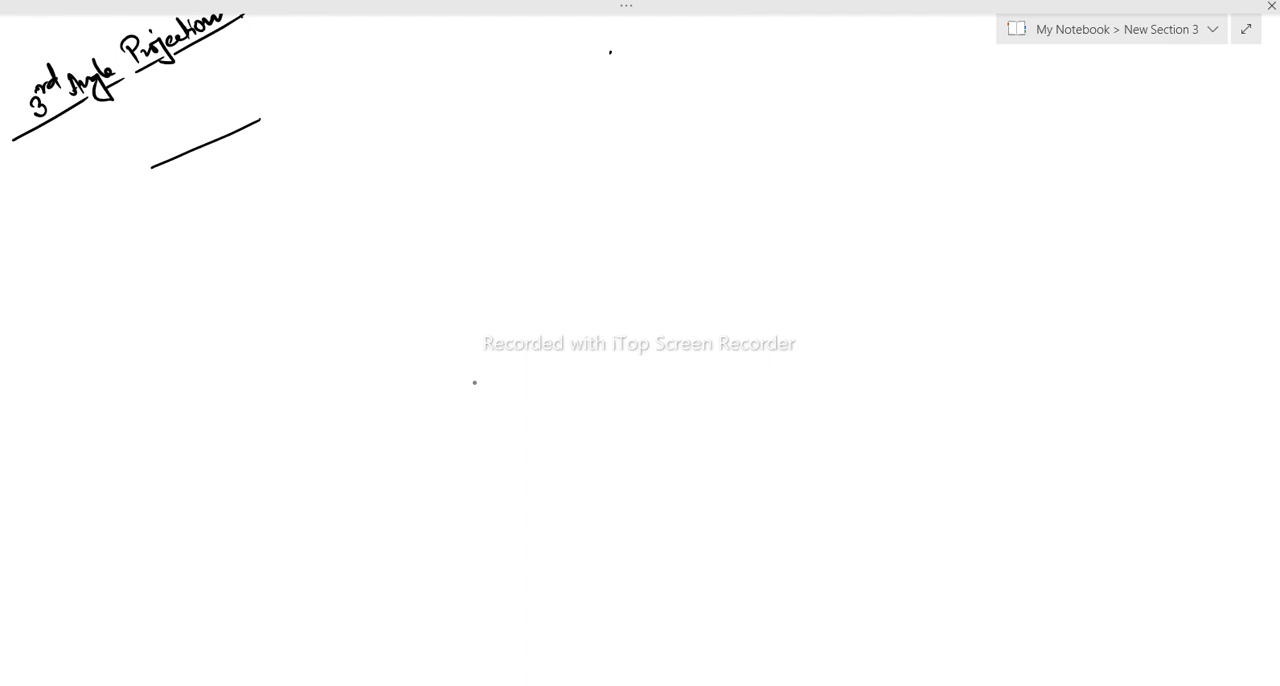 My Notebook > New Section 3
3rd Angle Projection
Recorded with iTop Screen Recorder